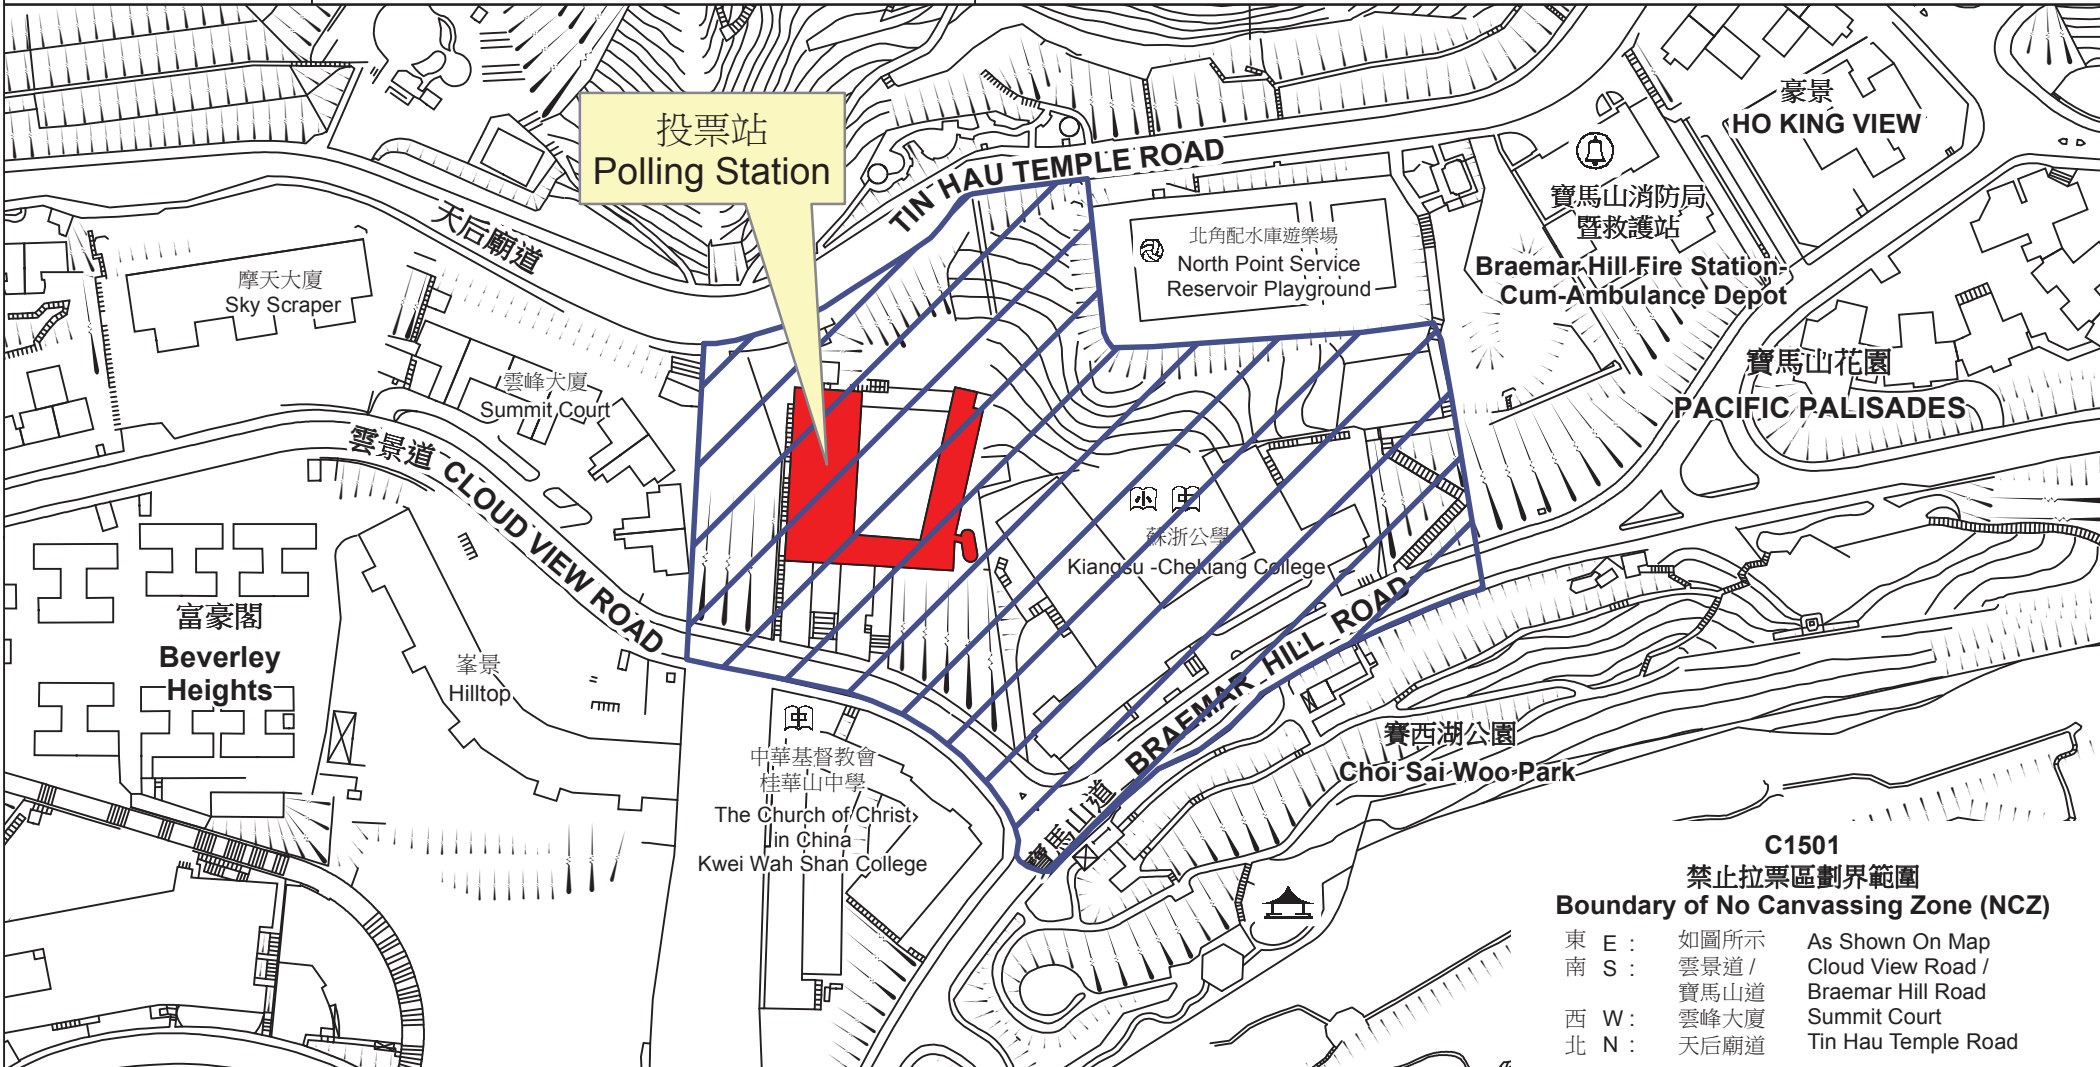 投票站
Polling Station
豪景
HO KING VIEW
TIN HAU TEMPLE ROAD
天后廟道
寶馬山消防局
暨救護站
Braemar Hill Fire Station-
Cum-Ambulance Depot
北角配水庫遊樂場
North Point Service
Reservoir Playground
摩天大廈
Sky Scraper
雲峰大廈
Summit Court
寶馬山花園
PACIFIC PALISADES
雲景道 CLOUD VIEW ROAD
小 中
蘇浙公學
Kiangsu -Chekiang College
富豪閣
Beverley
Heights
峯景
Hilltop
寶馬山道 BRAEMAR HILL ROAD
中
中華基督教會
桂華山中學
The Church of Christ
in China
Kwei Wah Shan College
賽西湖公園
Choi Sai Woo Park
C1501
禁止拉票區劃界範圍
Boundary of No Canvassing Zone (NCZ)
東 E : 如圖所示 As Shown On Map
南 S : 雲景道 / Cloud View Road /
寶馬山道 Braemar Hill Road
西 W : 雲峰大廈 Summit Court
北 N : 天后廟道 Tin Hau Temple Road